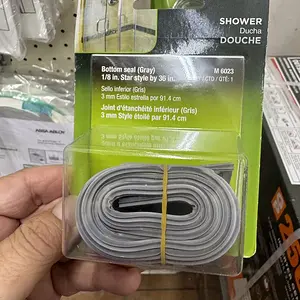 SHOWER
Ducha
DOUCHE
Bottom seal (Gray) M 6023
1/8 in. Star style by 36 in.
Sello inferior (Gris)
3 mm Estilo estrella por 91.4 cm
Joint d'étanchéité inférieur (Gris)
3 mm Style étoilé par 91.4 cm